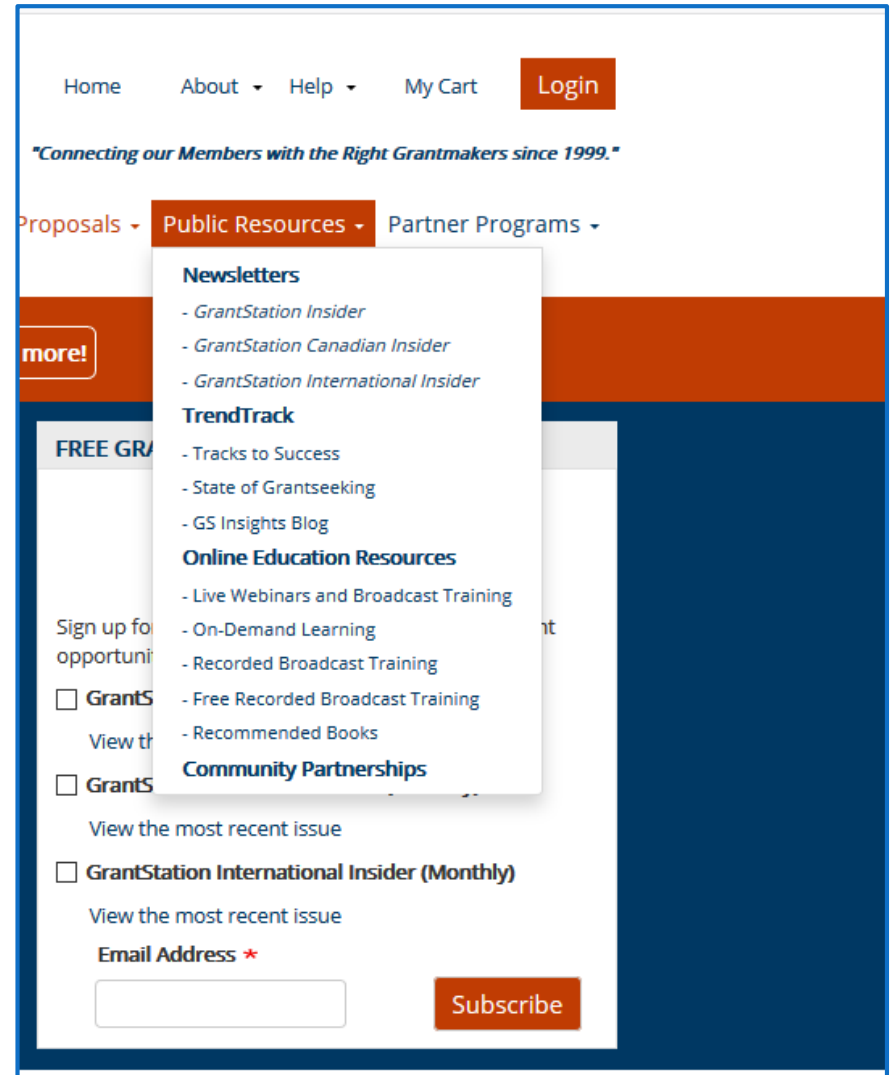 Home About Help My Cart Login
"Connecting our Members with the Right Grantmakers since 1999."
Proposals Public Resources Partner Programs
Newsletters
- GrantStation Insider
- GrantStation Canadian Insider
- GrantStation International Insider
more!
TrendTrack
- Tracks to Success
- State of Grantseeking
- GS Insights Blog
Online Education Resources
- Live Webinars and Broadcast Training
- On-Demand Learning
- Recorded Broadcast Training
- Free Recorded Broadcast Training
- Recommended Books
Community Partnerships
FREE GRA
Sign up fo
opportuni
GrantS
View th
GrantS
View the most recent issue
GrantStation International Insider (Monthly)
View the most recent issue
Email Address *
Subscribe